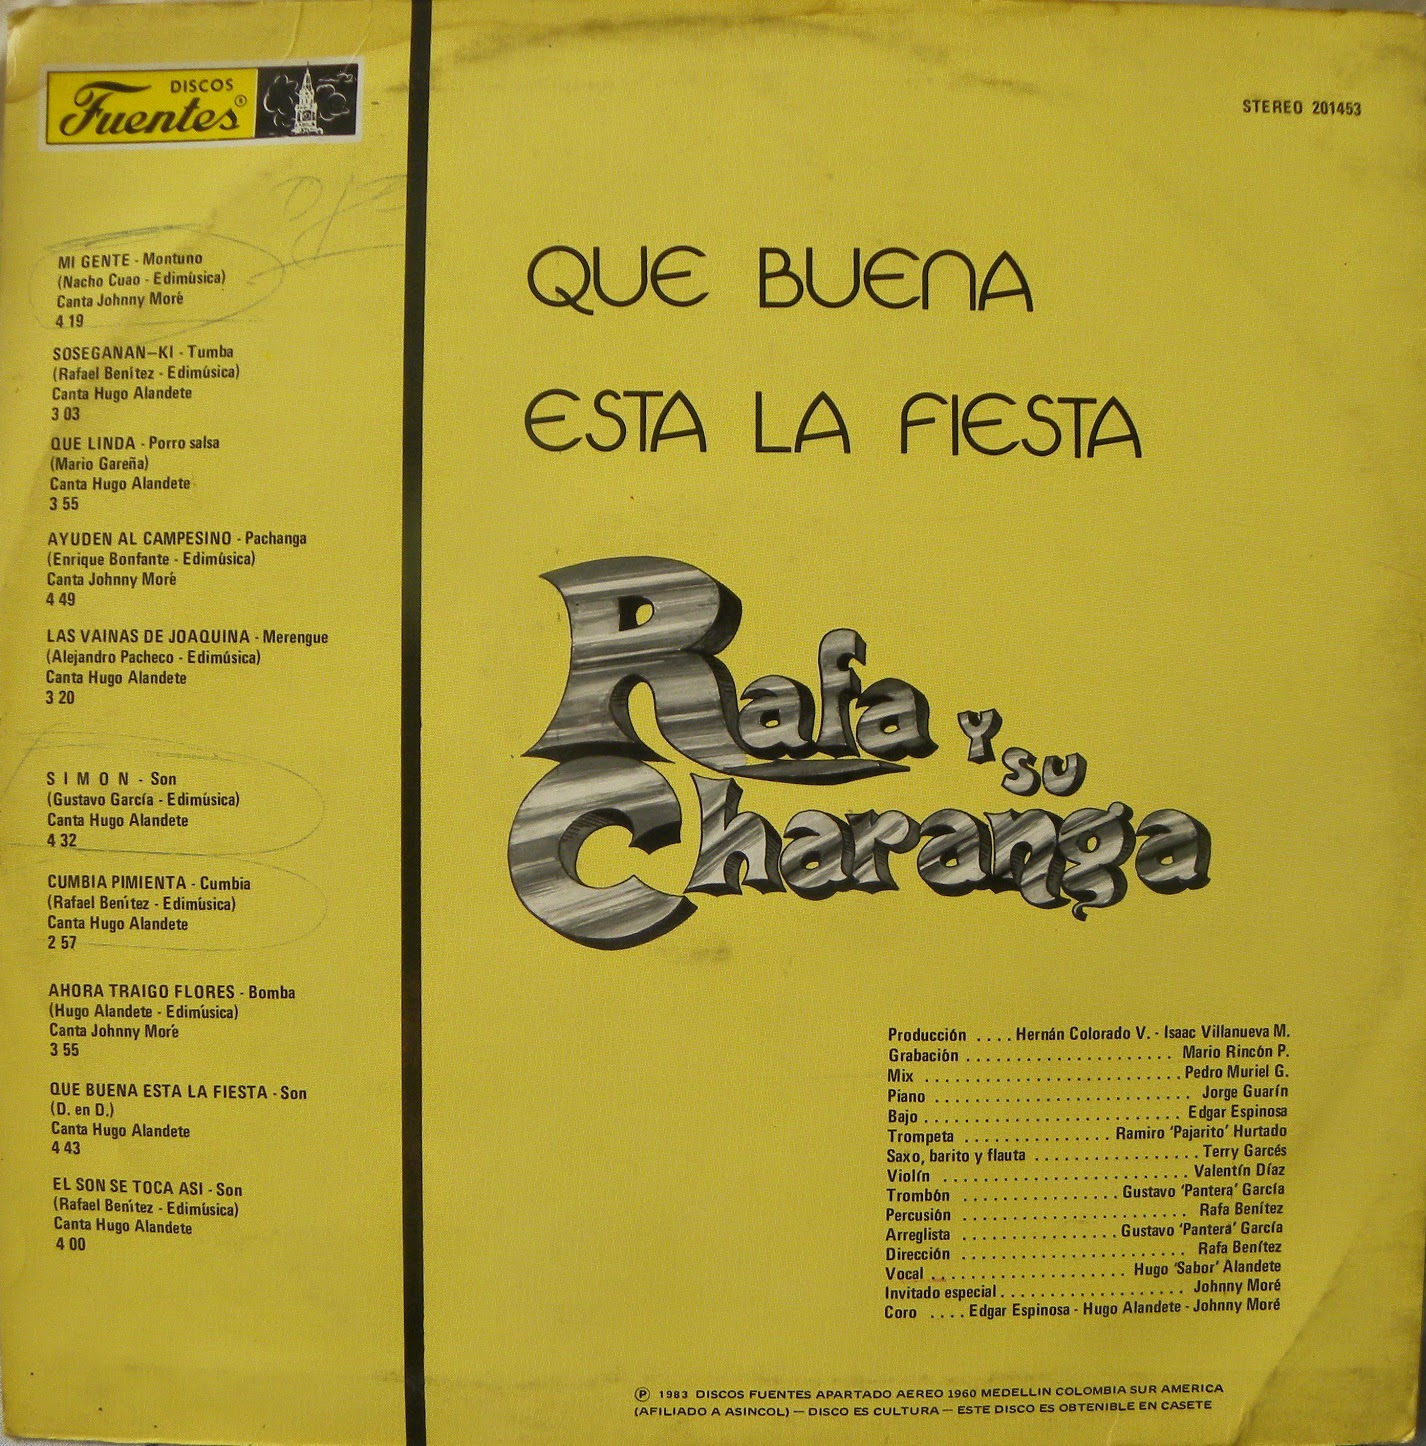 DISCOS
Fuentes®
STEREO 201453
MI GENTE - Montuno
(Nacho Cuao - Edimúsica)
Canta Johnny Moré
4 19
SOSEGANAN–KI - Tumba
(Rafael Benítez - Edimúsica)
Canta Hugo Alandete
3 03
QUE LINDA - Porro salsa
(Mario Gareña)
Canta Hugo Alandete
3 55
AYUDEN AL CAMPESINO - Pachanga
(Enrique Bonfante - Edimúsica)
Canta Johnny Moré
4 49
LAS VAINAS DE JOAQUINA - Merengue
(Alejandro Pacheco - Edimúsica)
Canta Hugo Alandete
3 20
S I M O N - Son
(Gustavo García - Edimúsica)
Canta Hugo Alandete
4 32
CUMBIA PIMIENTA - Cumbia
(Rafael Benítez - Edimúsica)
Canta Hugo Alandete
2 57
AHORA TRAIGO FLORES - Bomba
(Hugo Alandete - Edimúsica)
Canta Johnny Moré
3 55
QUE BUENA ESTA LA FIESTA - Son
(D. en D.)
Canta Hugo Alandete
4 43
EL SON SE TOCA ASI - Son
(Rafael Benítez - Edimúsica)
Canta Hugo Alandete
4 00
QUE BUENA
ESTA LA FIESTA
Rafa y su
Charanga
Producción .... Hernán Colorado V. - Isaac Villanueva M.
Grabación ..................... Mario Rincón P.
Mix .......................... Pedro Muriel G.
Piano .......................... Jorge Guarín
Bajo .......................... Edgar Espinosa
Trompeta ............... Ramiro 'Pajarito' Hurtado
Saxo, barito y flauta ................. Terry Garcés
Violín ......................... Valentín Díaz
Trombón ................ Gustavo 'Pantera' García
Percusión ....................... Rafa Benítez
Arreglista ................ Gustavo 'Pantera' García
Dirección ....................... Rafa Benítez
Vocal .................... Hugo 'Sabor' Alandete
Invitado especial ................... Johnny Moré
Coro .... Edgar Espinosa - Hugo Alandete - Johnny Moré
Ⓟ 1983 DISCOS FUENTES APARTADO AEREO 1960 MEDELLIN COLOMBIA SUR AMERICA
(AFILIADO A ASINCOL) — DISCO ES CULTURA — ESTE DISCO ES OBTENIBLE EN CASETE